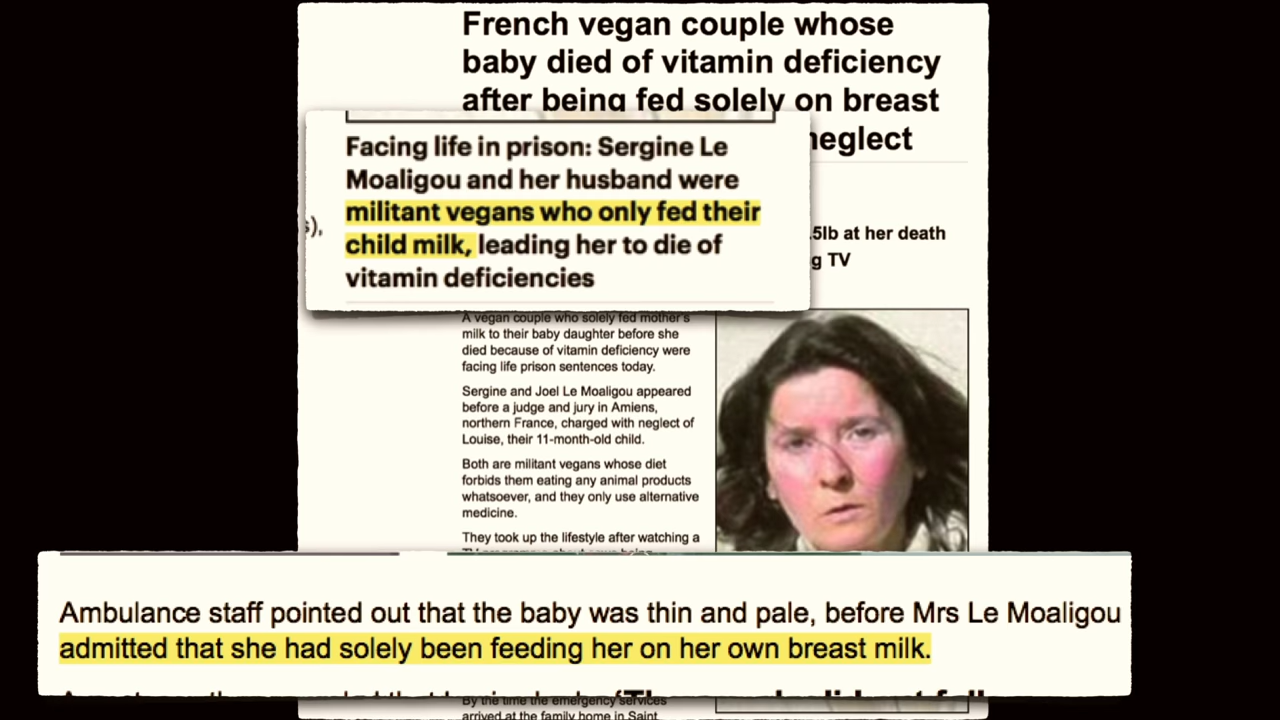 French vegan couple whose
baby died of vitamin deficiency
after being fed solely on breast
neglect
Facing life in prison: Sergine Le
Moaligou and her husband were
militant vegans who only fed their
child milk, leading her to die of
vitamin deficiencies
s),
.5lb at her death
g TV
A vegan couple who solely fed mother's
milk to their baby daughter before she
died because of vitamin deficiency were
facing life prison sentences today.
Sergine and Joel Le Moaligou appeared
before a judge and jury in Amiens,
northern France, charged with neglect of
Louise, their 11-month-old child.
Both are militant vegans whose diet
forbids them eating any animal products
whatsoever, and they only use alternative
medicine.
They took up the lifestyle after watching a
Ambulance staff pointed out that the baby was thin and pale, before Mrs Le Moaligou
admitted that she had solely been feeding her on her own breast milk.
By the time the emergency services
arrived at the family home in Saint